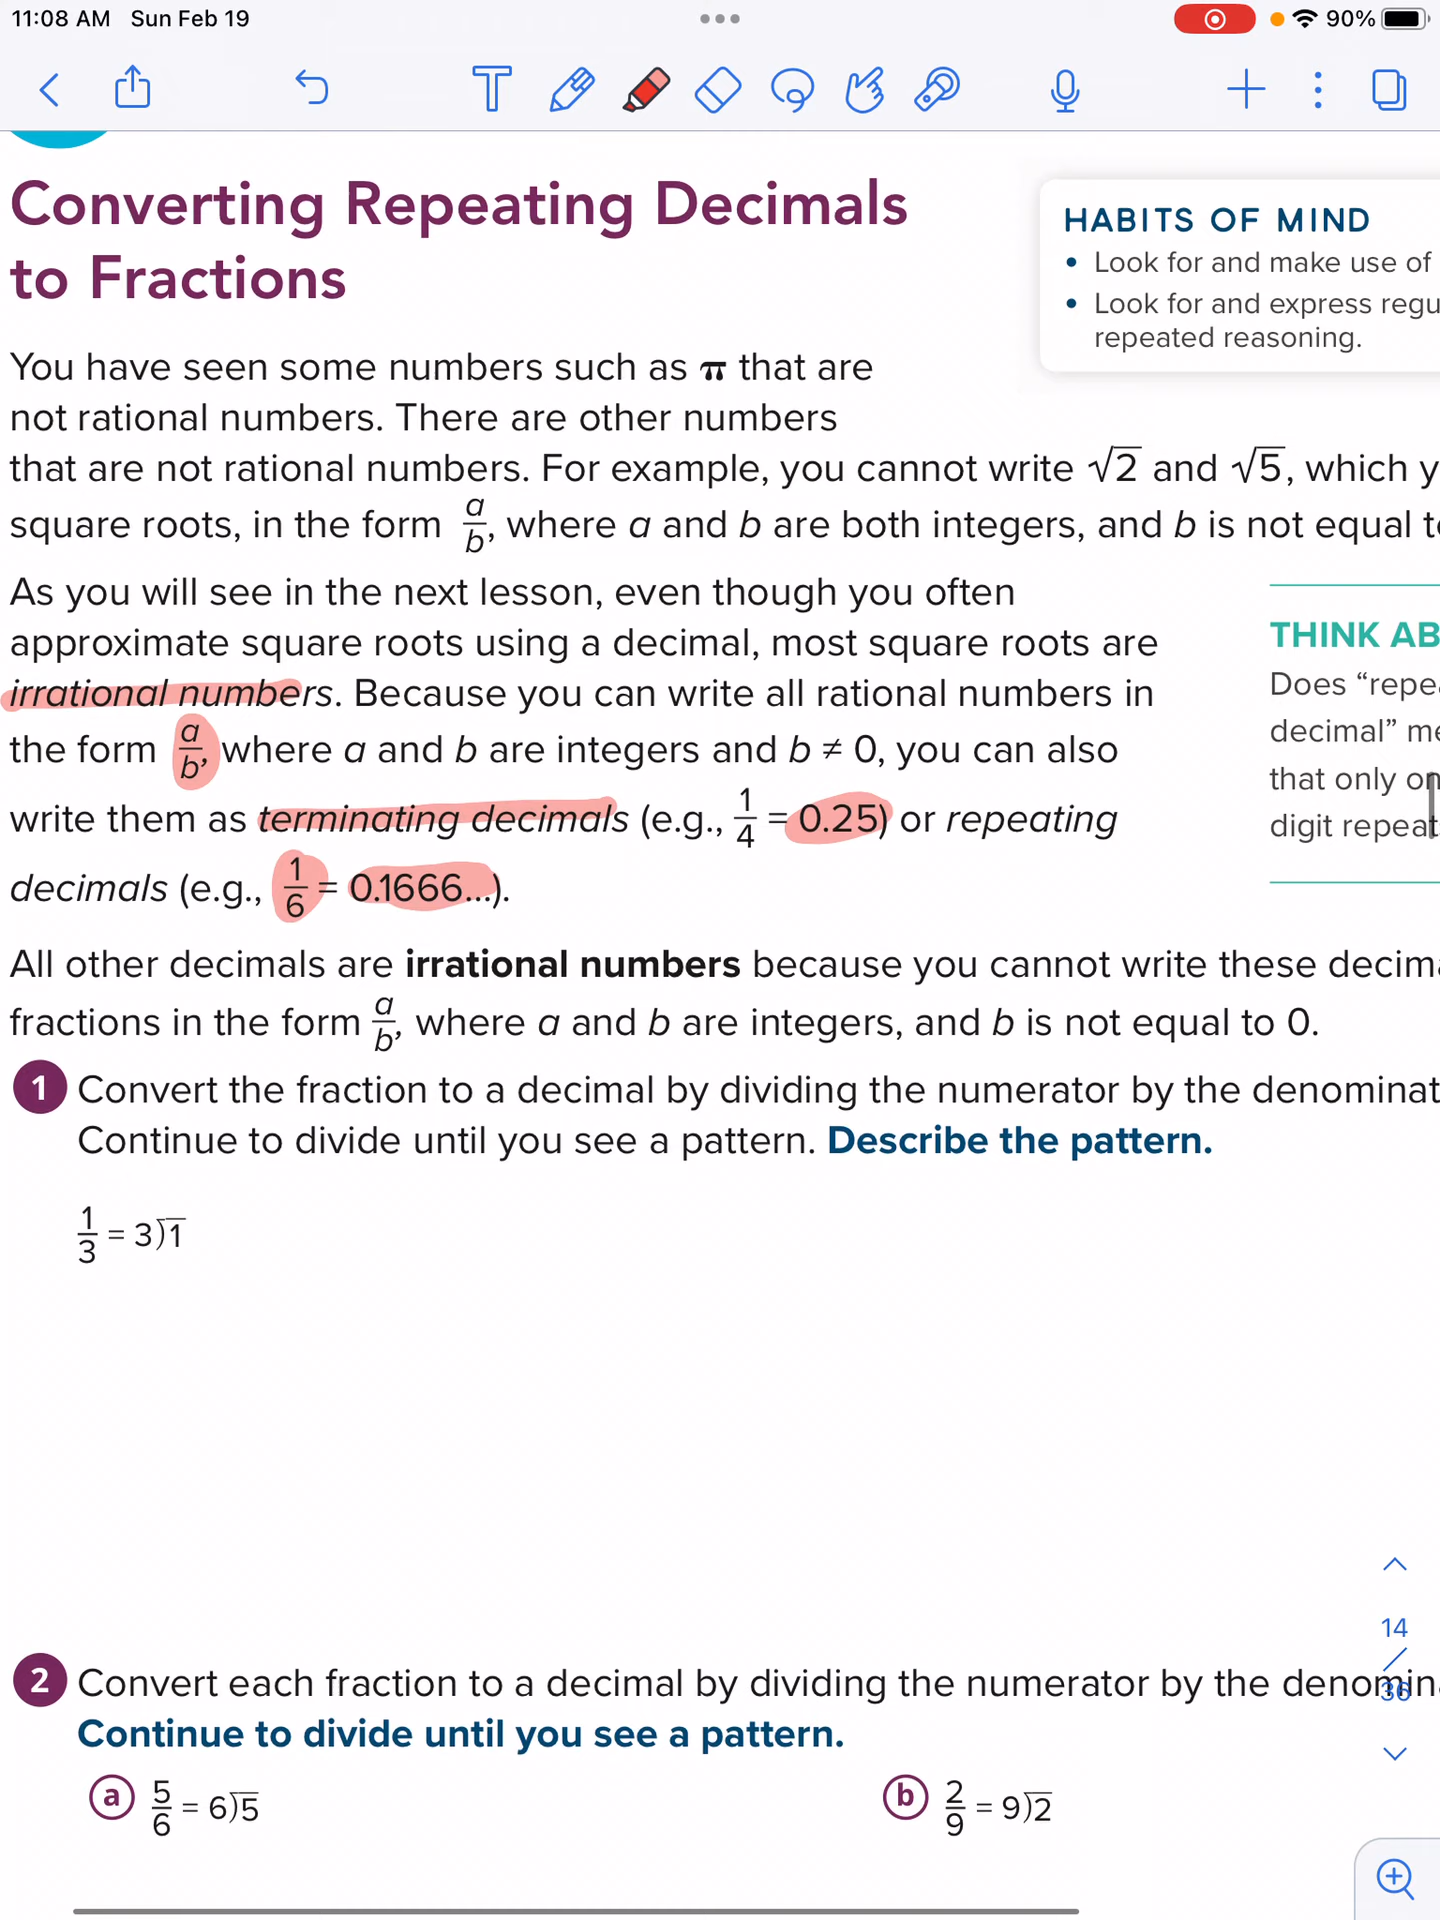 11:08 AM Sun Feb 19
90%
Converting Repeating Decimals
to Fractions
HABITS OF MIND
• Look for and make use of
• Look for and express regu
repeated reasoning.
You have seen some numbers such as π that are
not rational numbers. There are other numbers
that are not rational numbers. For example, you cannot write √2 and √5, which y
square roots, in the form a/b, where a and b are both integers, and b is not equal to
As you will see in the next lesson, even though you often
approximate square roots using a decimal, most square roots are
irrational numbers. Because you can write all rational numbers in
the form a/b, where a and b are integers and b ≠ 0, you can also
write them as terminating decimals (e.g., 1/4 = 0.25) or repeating
decimals (e.g., 1/6 = 0.1666...).
THINK AB
Does “repea
decimal” me
that only on
digit repeat
All other decimals are irrational numbers because you cannot write these decima
fractions in the form a/b, where a and b are integers, and b is not equal to 0.
1 Convert the fraction to a decimal by dividing the numerator by the denominat
Continue to divide until you see a pattern. Describe the pattern.
1/3 = 3)1
14
36
2 Convert each fraction to a decimal by dividing the numerator by the denomin
Continue to divide until you see a pattern.
a 5/6 = 6)5
b 2/9 = 9)2